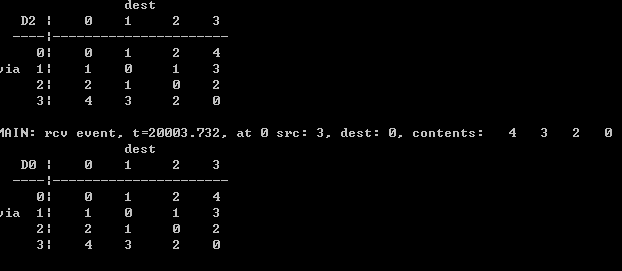 dest
   D2 |     0     1     2     3
  ----|-----------------------
     0|     0     1     2     4
via  1|     1     0     1     3
     2|     2     1     0     2
     3|     4     3     2     0
MAIN: rcv event, t=20003.732, at 0 src: 3, dest: 0, contents:   4   3   2   0
                dest
   D0 |     0     1     2     3
  ----|-----------------------
     0|     0     1     2     4
via  1|     1     0     1     3
     2|     2     1     0     2
     3|     4     3     2     0